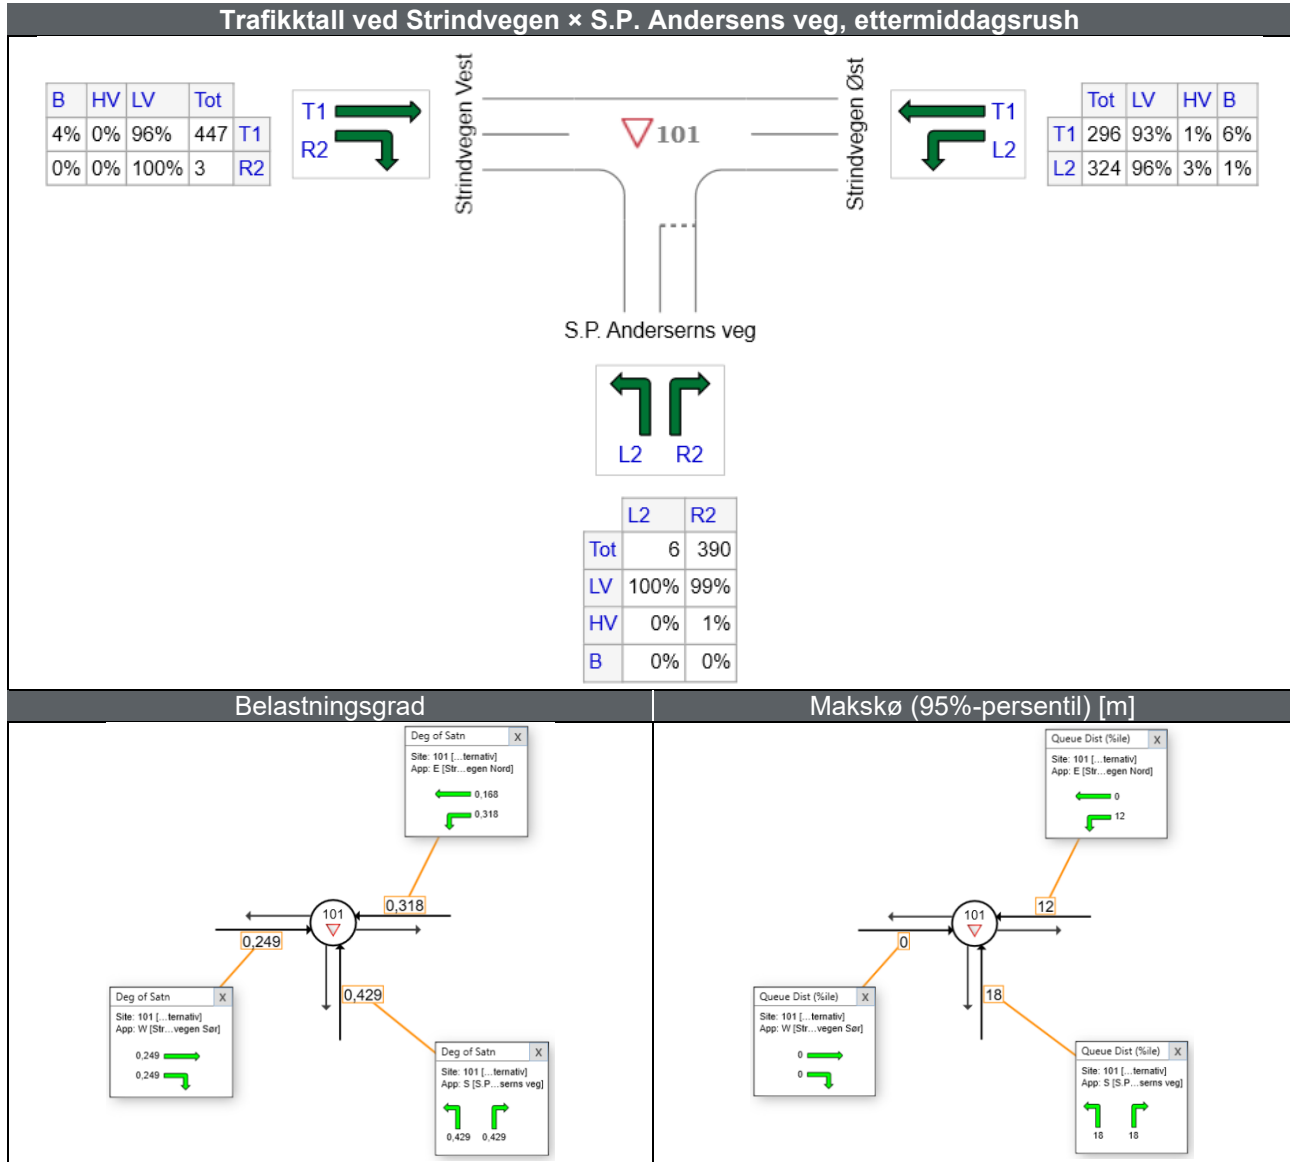 Trafikktall ved Strindvegen × S.P. Andersens veg, ettermiddagsrush
B HV LV Tot
4% 0% 96% 447 T1
0% 0% 100% 3 R2
T1
R2
Strindvegen Vest
101
Strindvegen Øst
T1
L2
Tot LV HV B
T1 296 93% 1% 6%
L2 324 96% 3% 1%
S.P. Anderserns veg
L2 R2
L2 R2
Tot 6 390
LV 100% 99%
HV 0% 1%
B 0% 0%
Belastningsgrad
Deg of Satn X
Site: 101 [...ternativ]
App: E [Str...egen Nord]
0,168
0,318
101
0,318
0,249
0,429
Deg of Satn X
Site: 101 [...ternativ]
App: W [Str...vegen Sør]
0,249
0,249
Deg of Satn X
Site: 101 [...ternativ]
App: S [S.P...serns veg]
0,429 0,429
Makskø (95%-persentil) [m]
Queue Dist (%ile) X
Site: 101 [...ternativ]
App: E [Str...egen Nord]
0
12
101
12
0
18
Queue Dist (%ile) X
Site: 101 [...ternativ]
App: W [Str...vegen Sør]
0
0
Queue Dist (%ile) X
Site: 101 [...ternativ]
App: S [S.P...serns veg]
18 18